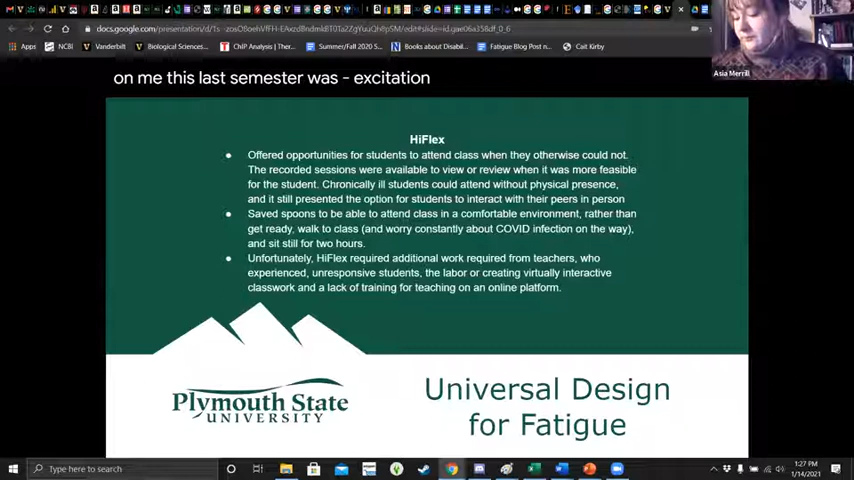 docs.google.com/presentation/d/1s
Apps
NCBI
Vanderbilt
Biological Sciences...
ChIP Analysis | Ther...
Summer/Fall 2020 S...
Books about Disabil...
Fatigue Blog Post n...
Cait Kirby
Asia Merrill
on me this last semester was - excitation
HiFlex
● Offered opportunities for students to attend class when they otherwise could not.
The recorded sessions were available to view or review when it was more feasible
for the student. Chronically ill students could attend without physical presence,
and it still presented the option for students to interact with their peers in person
● Saved spoons to be able to attend class in a comfortable environment, rather than
get ready, walk to class (and worry constantly about COVID infection on the way),
and sit still for two hours.
● Unfortunately, HiFlex required additional work required from teachers, who
experienced, unresponsive students, the labor or creating virtually interactive
classwork and a lack of training for teaching on an online platform.
Plymouth State
UNIVERSITY
Universal Design
for Fatigue
Type here to search
1:27 PM
1/14/2021